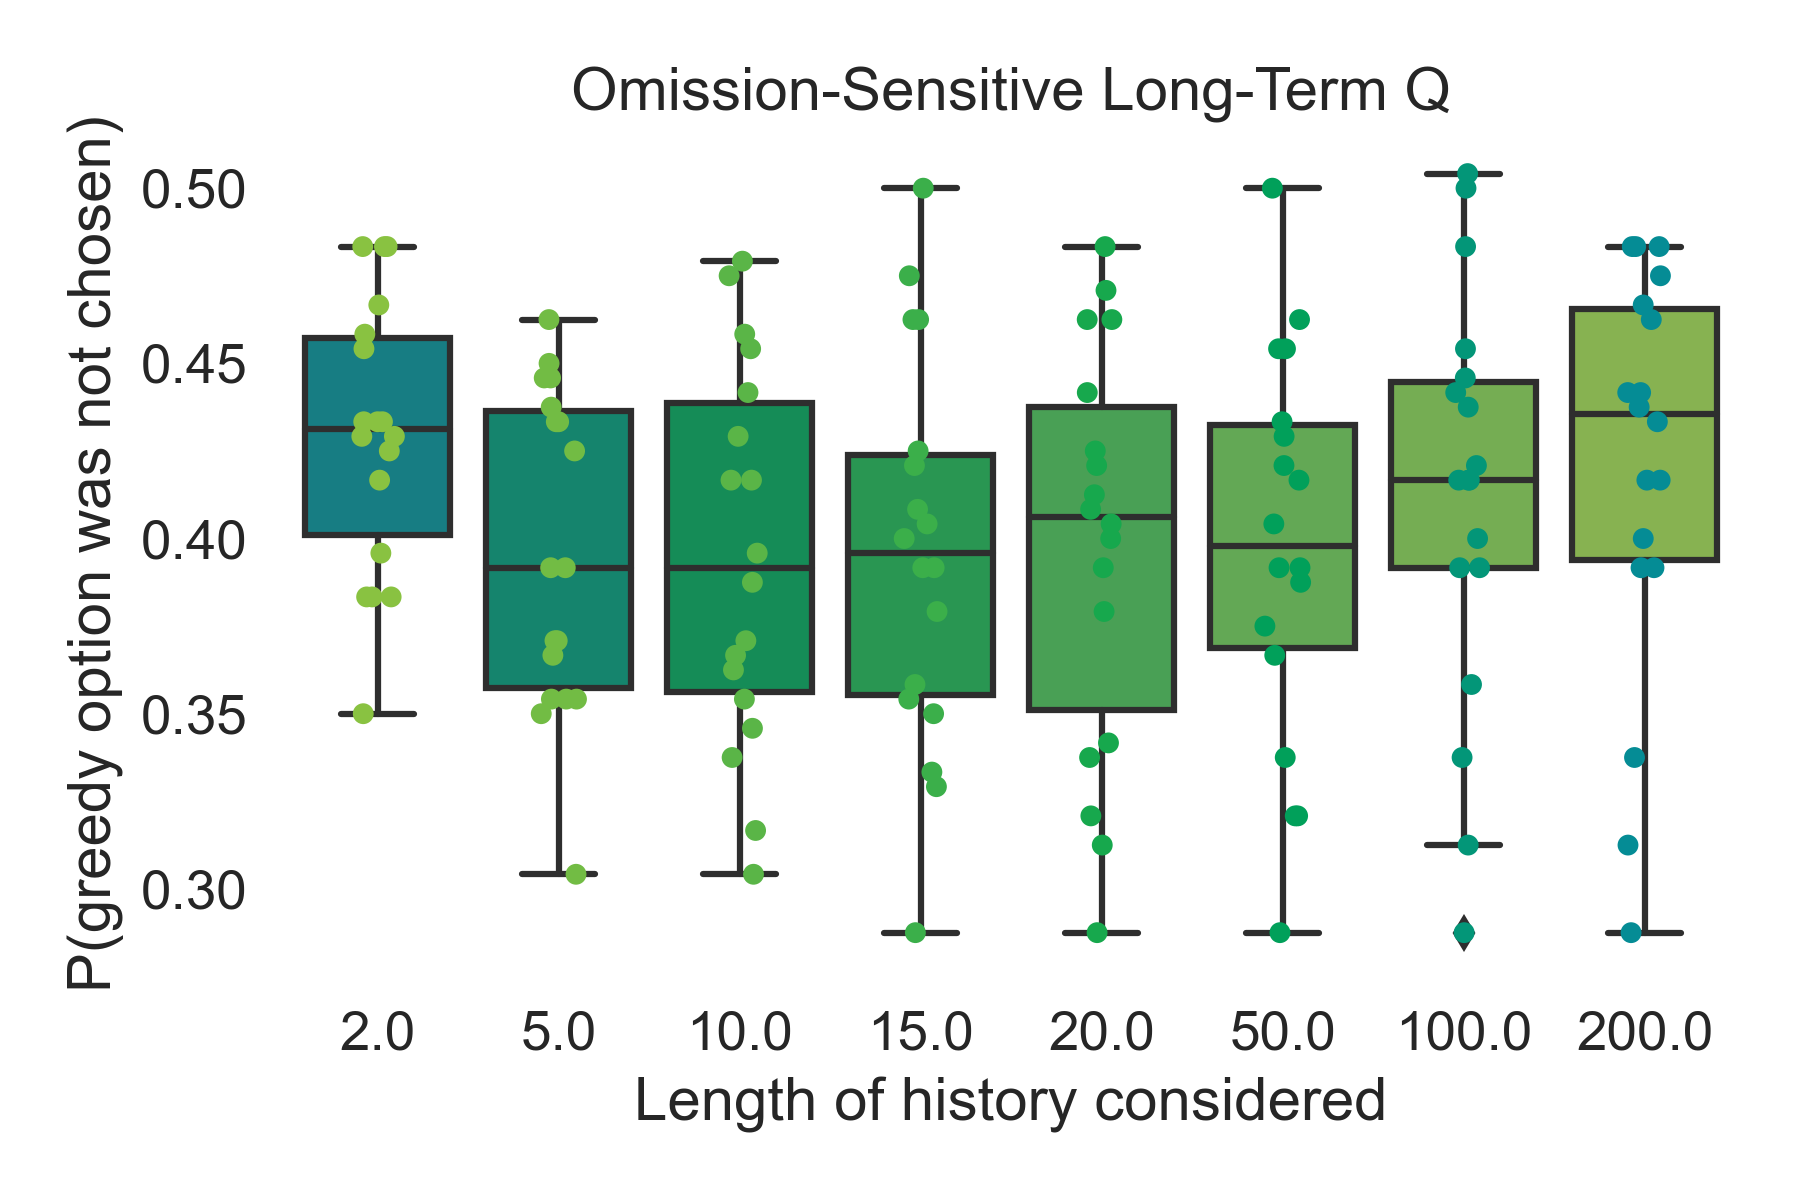 Omission-Sensitive Long-Term Q
P(greedy option was not chosen)
0.50
0.45
0.40
0.35
0.30
2.0 5.0 10.0 15.0 20.0 50.0 100.0 200.0
Length of history considered